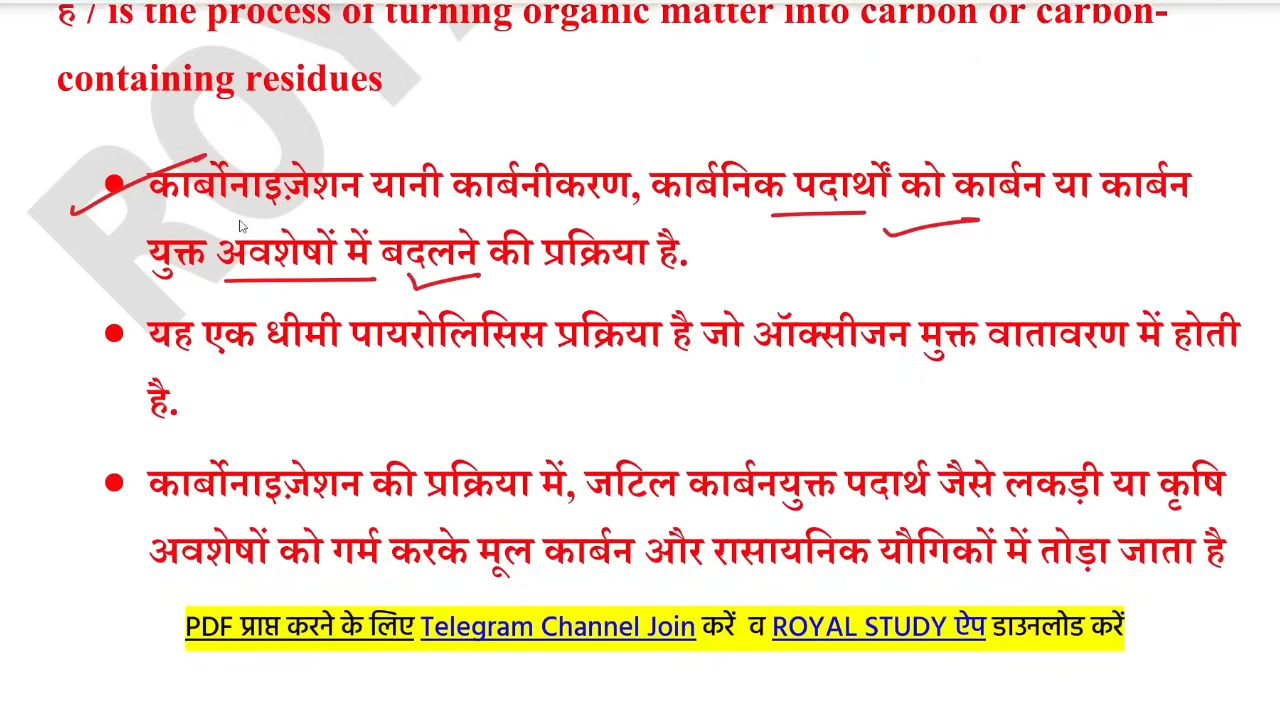 है / is the process of turning organic matter into carbon or carbon-
containing residues
• कार्बोनाइज़ेशन यानी कार्बनीकरण, कार्बनिक पदार्थों को कार्बन या कार्बन
युक्त अवशेषों में बदलने की प्रक्रिया है.
• यह एक धीमी पायरोलिसिस प्रक्रिया है जो ऑक्सीजन मुक्त वातावरण में होती
है.
• कार्बोनाइज़ेशन की प्रक्रिया में, जटिल कार्बनयुक्त पदार्थ जैसे लकड़ी या कृषि
अवशेषों को गर्म करके मूल कार्बन और रासायनिक यौगिकों में तोड़ा जाता है
PDF प्राप्त करने के लिए Telegram Channel Join करें व ROYAL STUDY ऐप डाउनलोड करें